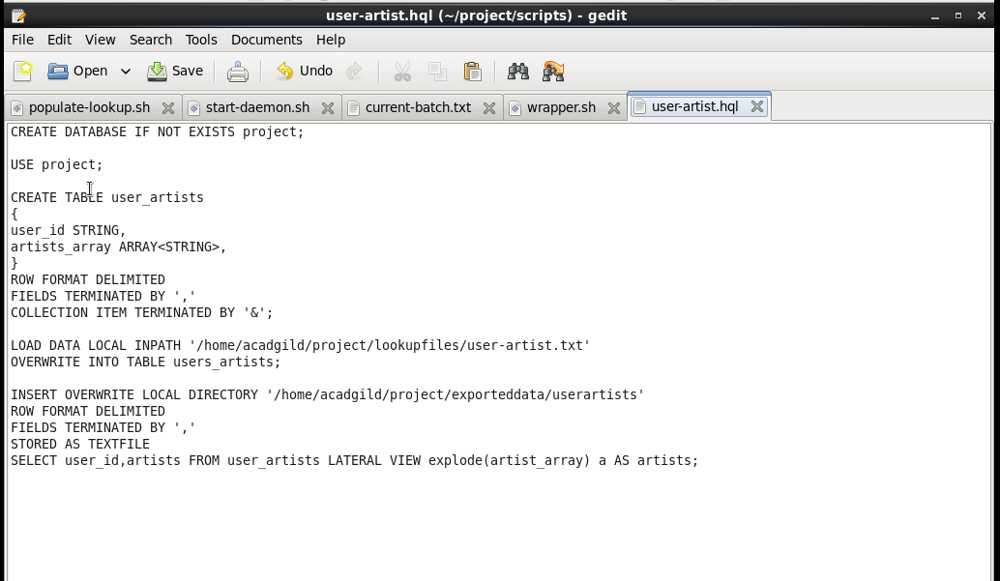 user-artist.hql (~/project/scripts) - gedit
File Edit View Search Tools Documents Help
Open Save Undo
populate-lookup.sh start-daemon.sh current-batch.txt wrapper.sh user-artist.hql
CREATE DATABASE IF NOT EXISTS project;
USE project;
CREATE TABLE user_artists
{
user_id STRING,
artists_array ARRAY<STRING>,
}
ROW FORMAT DELIMITED
FIELDS TERMINATED BY ','
COLLECTION ITEM TERMINATED BY '&';
LOAD DATA LOCAL INPATH '/home/acadgild/project/lookupfiles/user-artist.txt'
OVERWRITE INTO TABLE users_artists;
INSERT OVERWRITE LOCAL DIRECTORY '/home/acadgild/project/exporteddata/userartists'
ROW FORMAT DELIMITED
FIELDS TERMINATED BY ','
STORED AS TEXTFILE
SELECT user_id,artists FROM user_artists LATERAL VIEW explode(artist_array) a AS artists;